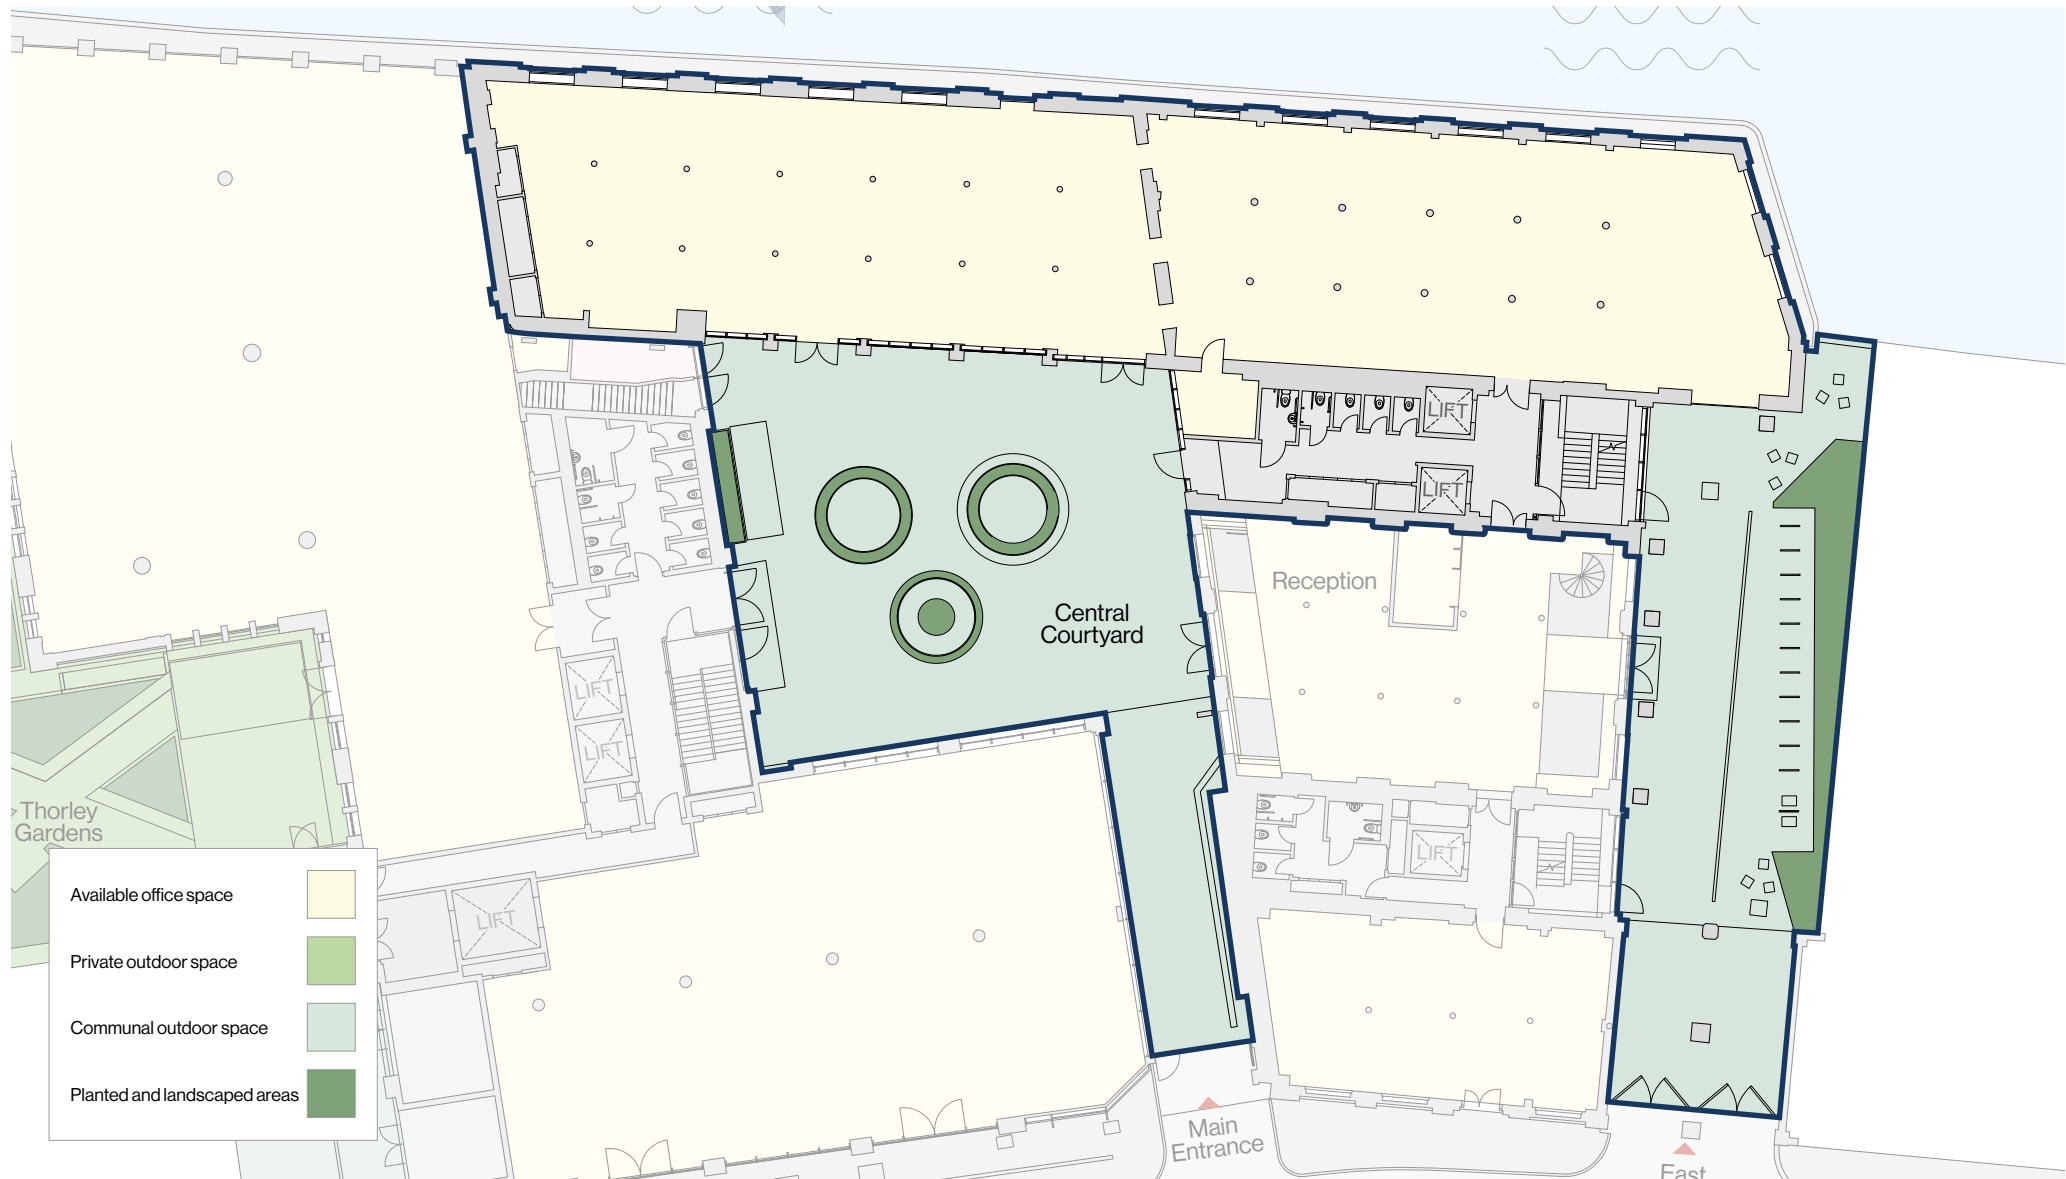 LIFT
LIFT
Reception
Central
Courtyard
LIFT
LIFT
Thorley
Gardens
LIFT
LIFT
Available office space
Private outdoor space
Communal outdoor space
Planted and landscaped areas
Main
Entrance
East